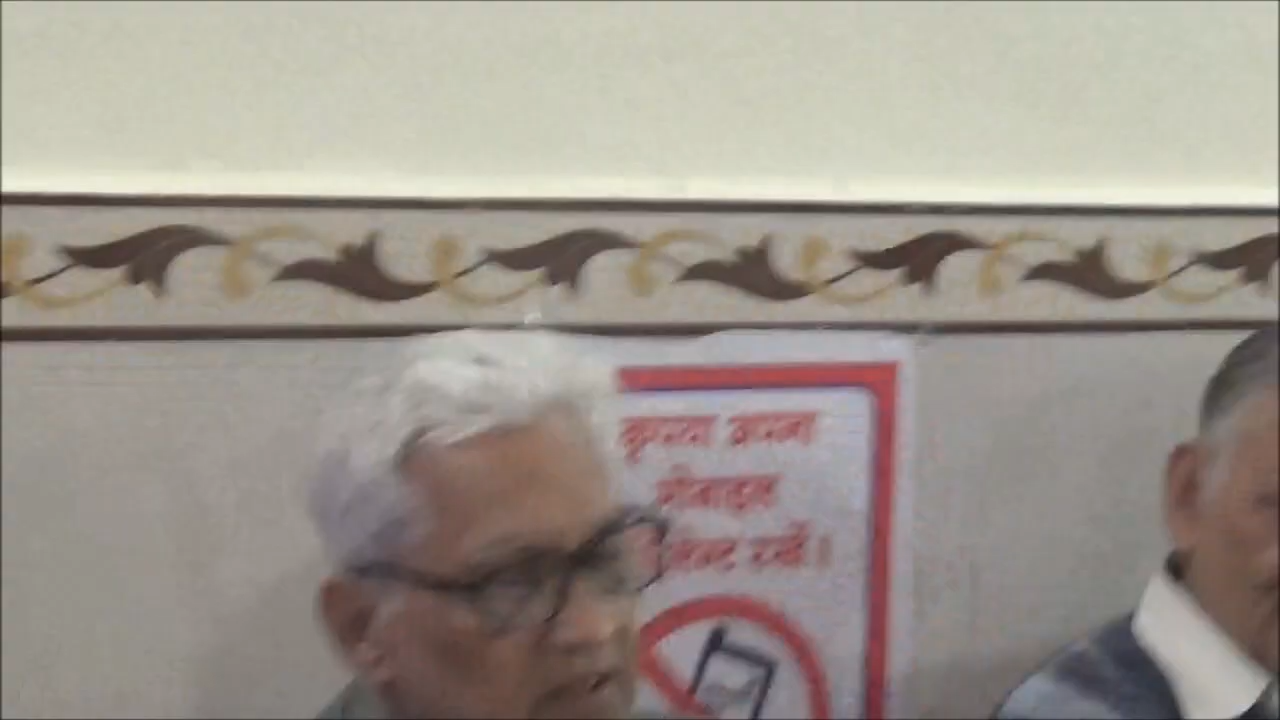 कृपया अपना
मोबाइल
रखें।